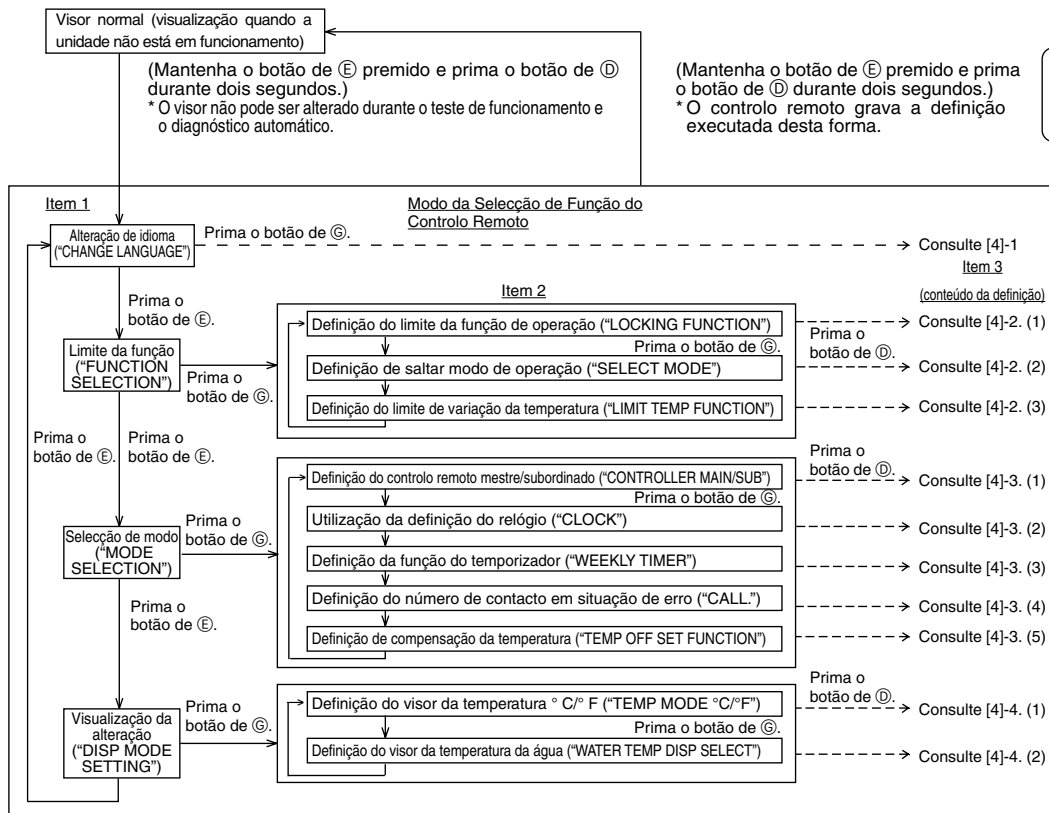 Visor normal (visualização quando a
unidade não está em funcionamento)
(Mantenha o botão de Ⓔ premido e prima o botão de Ⓓ
durante dois segundos.)
* O visor não pode ser alterado durante o teste de funcionamento e
o diagnóstico automático.
(Mantenha o botão de Ⓔ premido e prima
o botão de Ⓓ durante dois segundos.)
* O controlo remoto grava a definição
executada desta forma.
Item 1
Modo da Selecção de Função do
Controlo Remoto
Alteração de idioma
(“CHANGE LANGUAGE”)
Prima o botão de Ⓖ.
Consulte [4]-1
Item 3
(conteúdo da definição)
Prima o
botão de Ⓔ.
Item 2
Limite da função
(“FUNCTION
SELECTION”)
Prima o
botão de Ⓖ.
Definição do limite da função de operação (“LOCKING FUNCTION”)
Prima o botão de Ⓖ.
Definição de saltar modo de operação (“SELECT MODE”)
Definição do limite de variação da temperatura (“LIMIT TEMP FUNCTION”)
Prima o
botão de Ⓓ.
Consulte [4]-2. (1)
Consulte [4]-2. (2)
Consulte [4]-2. (3)
Prima o
botão de Ⓔ.
Prima o
botão de Ⓔ.
Selecção de modo
(“MODE
SELECTION”)
Prima o
botão de Ⓖ.
Definição do controlo remoto mestre/subordinado (“CONTROLLER MAIN/SUB”)
Prima o botão de Ⓖ.
Utilização da definição do relógio (“CLOCK”)
Definição da função do temporizador (“WEEKLY TIMER”)
Definição do número de contacto em situação de erro (“CALL.”)
Definição de compensação da temperatura (“TEMP OFF SET FUNCTION”)
Prima o
botão de Ⓓ.
Consulte [4]-3. (1)
Consulte [4]-3. (2)
Consulte [4]-3. (3)
Consulte [4]-3. (4)
Consulte [4]-3. (5)
Prima o
botão de Ⓔ.
Visualização da
alteração
(“DISP MODE
SETTING”)
Prima o
botão de Ⓖ.
Definição do visor da temperatura ° C/° F (“TEMP MODE °C/°F”)
Prima o botão de Ⓖ.
Definição do visor da temperatura da água (“WATER TEMP DISP SELECT”)
Prima o
botão de Ⓓ.
Consulte [4]-4. (1)
Consulte [4]-4. (2)